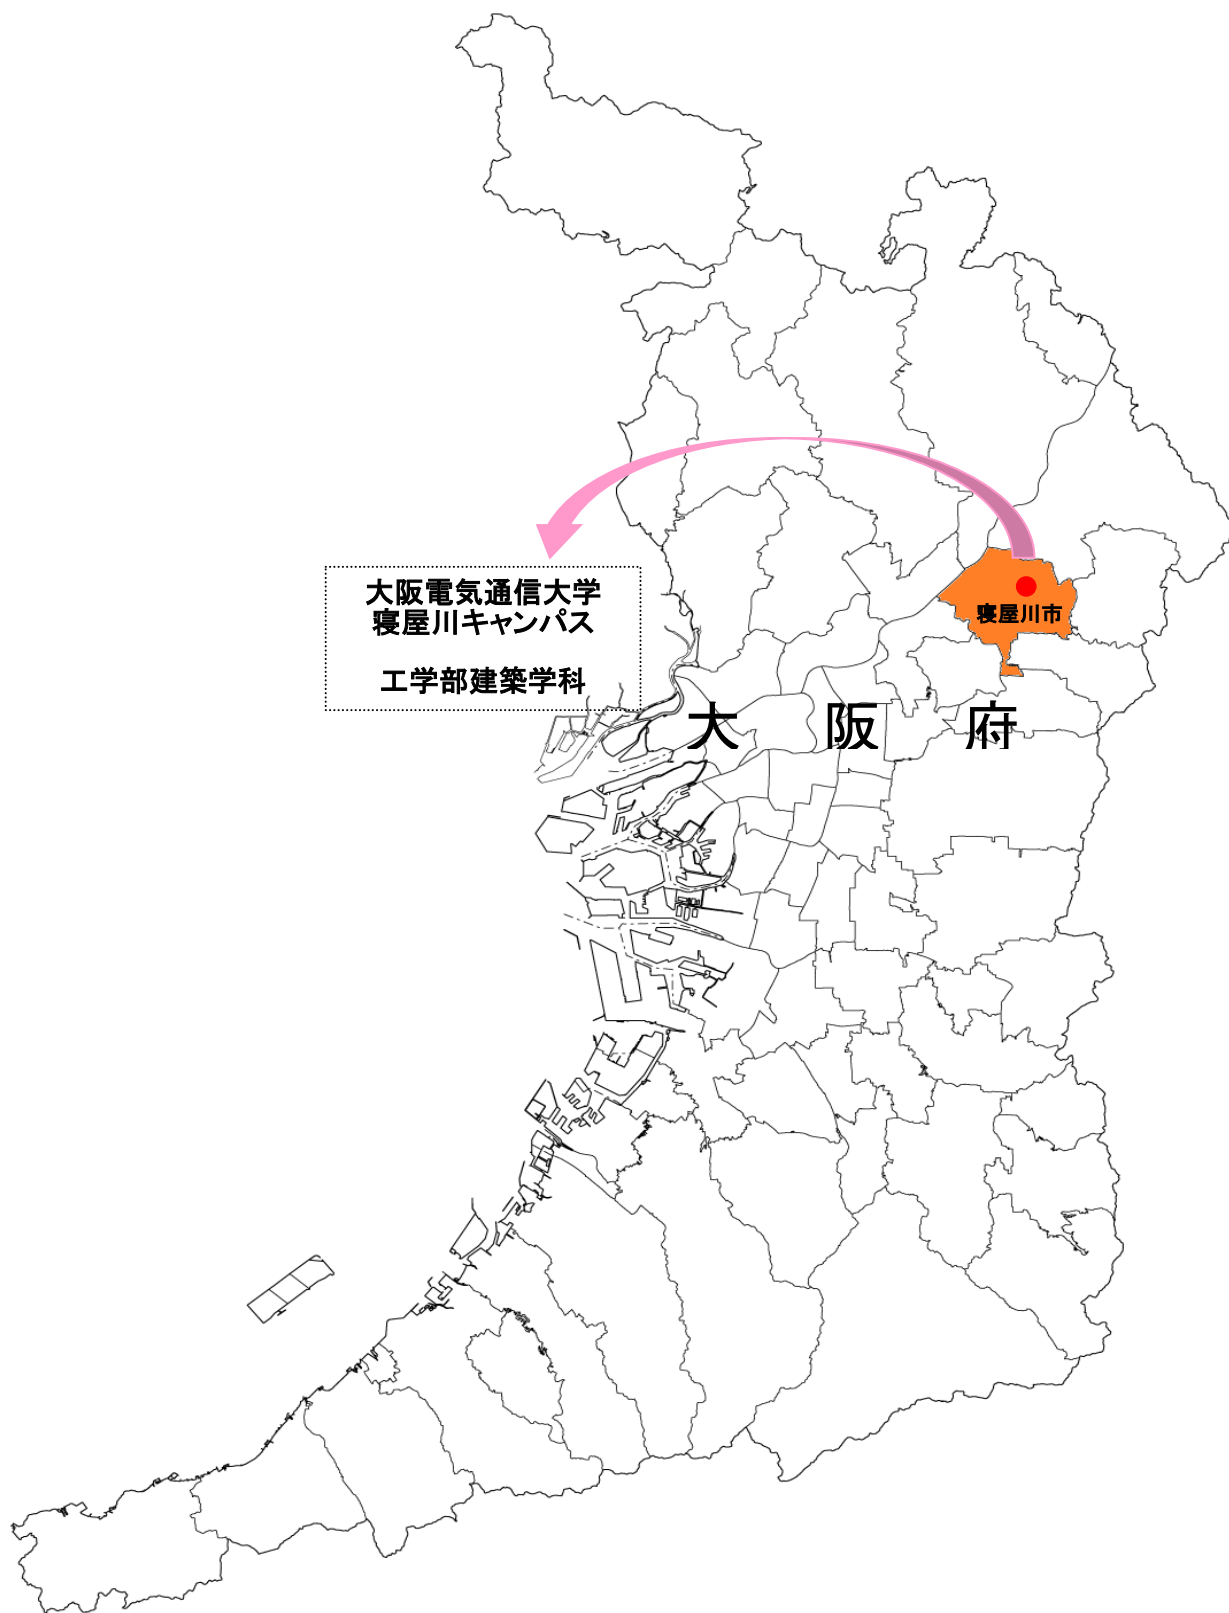 大阪電気通信大学
寝屋川キャンパス
工学部建築学科
寝屋川市
大阪府